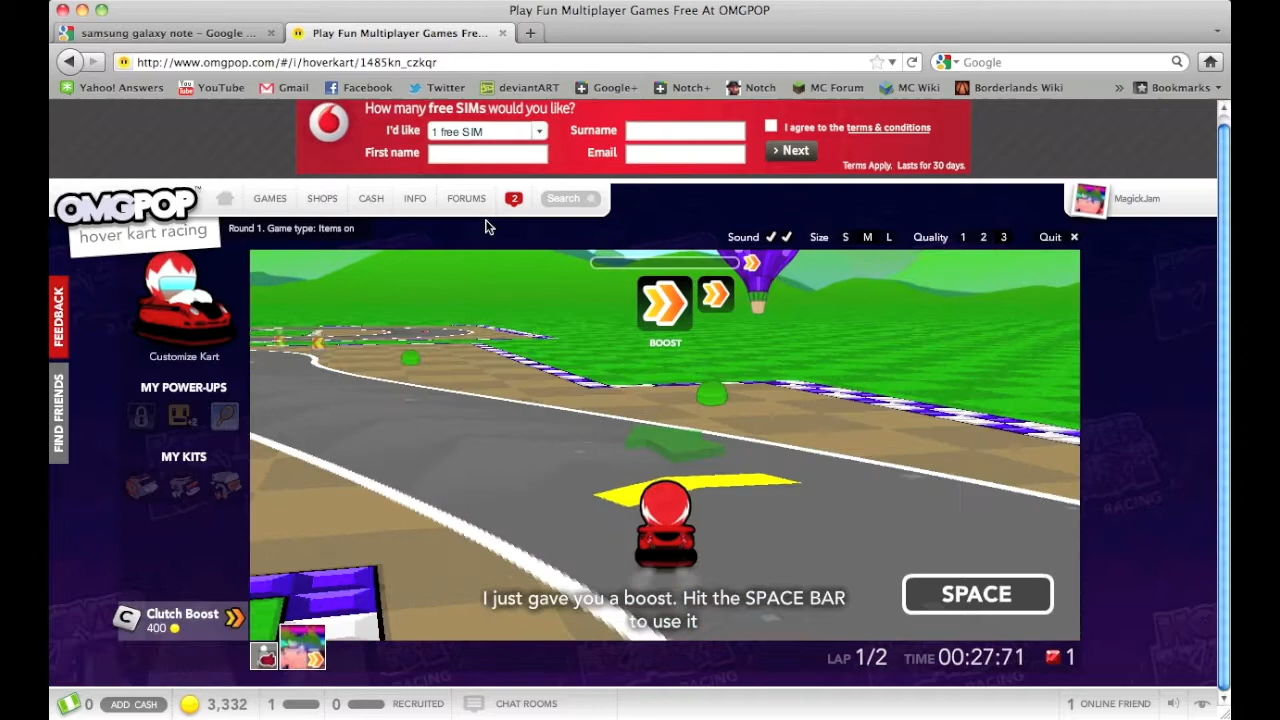 Play Fun Multiplayer Games Free At OMGPOP
samsung galaxy note – Google ...
Play Fun Multiplayer Games Fre...
http://www.omgpop.com/#/i/hoverkart/1485kn_czkqr
Google
Yahoo! Answers YouTube Gmail Facebook Twitter deviantART Google+ Notch+ Notch MC Forum MC Wiki Borderlands Wiki » Bookmarks
How many free SIMs would you like?
I'd like 1 free SIM Surname I agree to the terms & conditions
First name Email › Next
Terms Apply. Lasts for 30 days.
OMGPOP™ GAMES SHOPS CASH INFO FORUMS 2 Search MagickJam
hover kart racing
Round 1. Game type: Items on
Sound Size S M L Quality 1 2 3 Quit
FEEDBACK
FIND FRIENDS
Customize Kart
MY POWER-UPS
+2
MY KITS
BOOST
I just gave you a boost. Hit the SPACE BAR
to use it
SPACE
C Clutch Boost
400
LAP 1/2 TIME 00:27:71 1
0 ADD CASH 3,332 1 0 RECRUITED CHAT ROOMS 1 ONLINE FRIEND